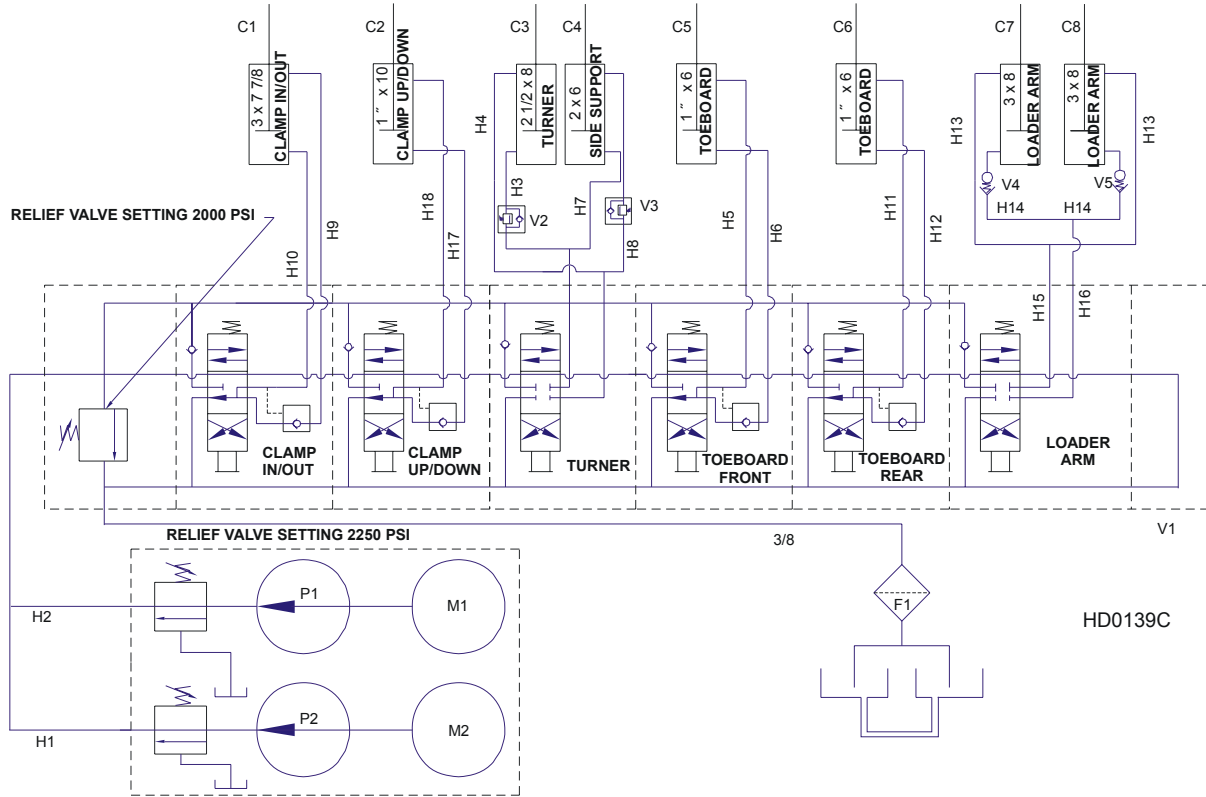 C1
C2
C3
C4
C5
C6
C7
C8
3 x 7 7/8
CLAMP IN/OUT
1 ″ x 10
CLAMP UP/DOWN
2 1/2 x 8
TURNER
2 x 6
SIDE SUPPORT
1 ″ x 6
TOEBOARD
1 ″ x 6
TOEBOARD
3 x 8
LOADER ARM
3 x 8
LOADER ARM
H4
H13
H13
H3
V4
V5
RELIEF VALVE SETTING 2000 PSI
H9
H10
H18
H17
V2
H7
V3
H8
H5
H6
H11
H12
H14
H14
H15
H16
CLAMP
IN/OUT
CLAMP
UP/DOWN
TURNER
TOEBOARD
FRONT
TOEBOARD
REAR
LOADER
ARM
V1
RELIEF VALVE SETTING 2250 PSI
3/8
H2
P1
M1
F1
HD0139C
H1
P2
M2